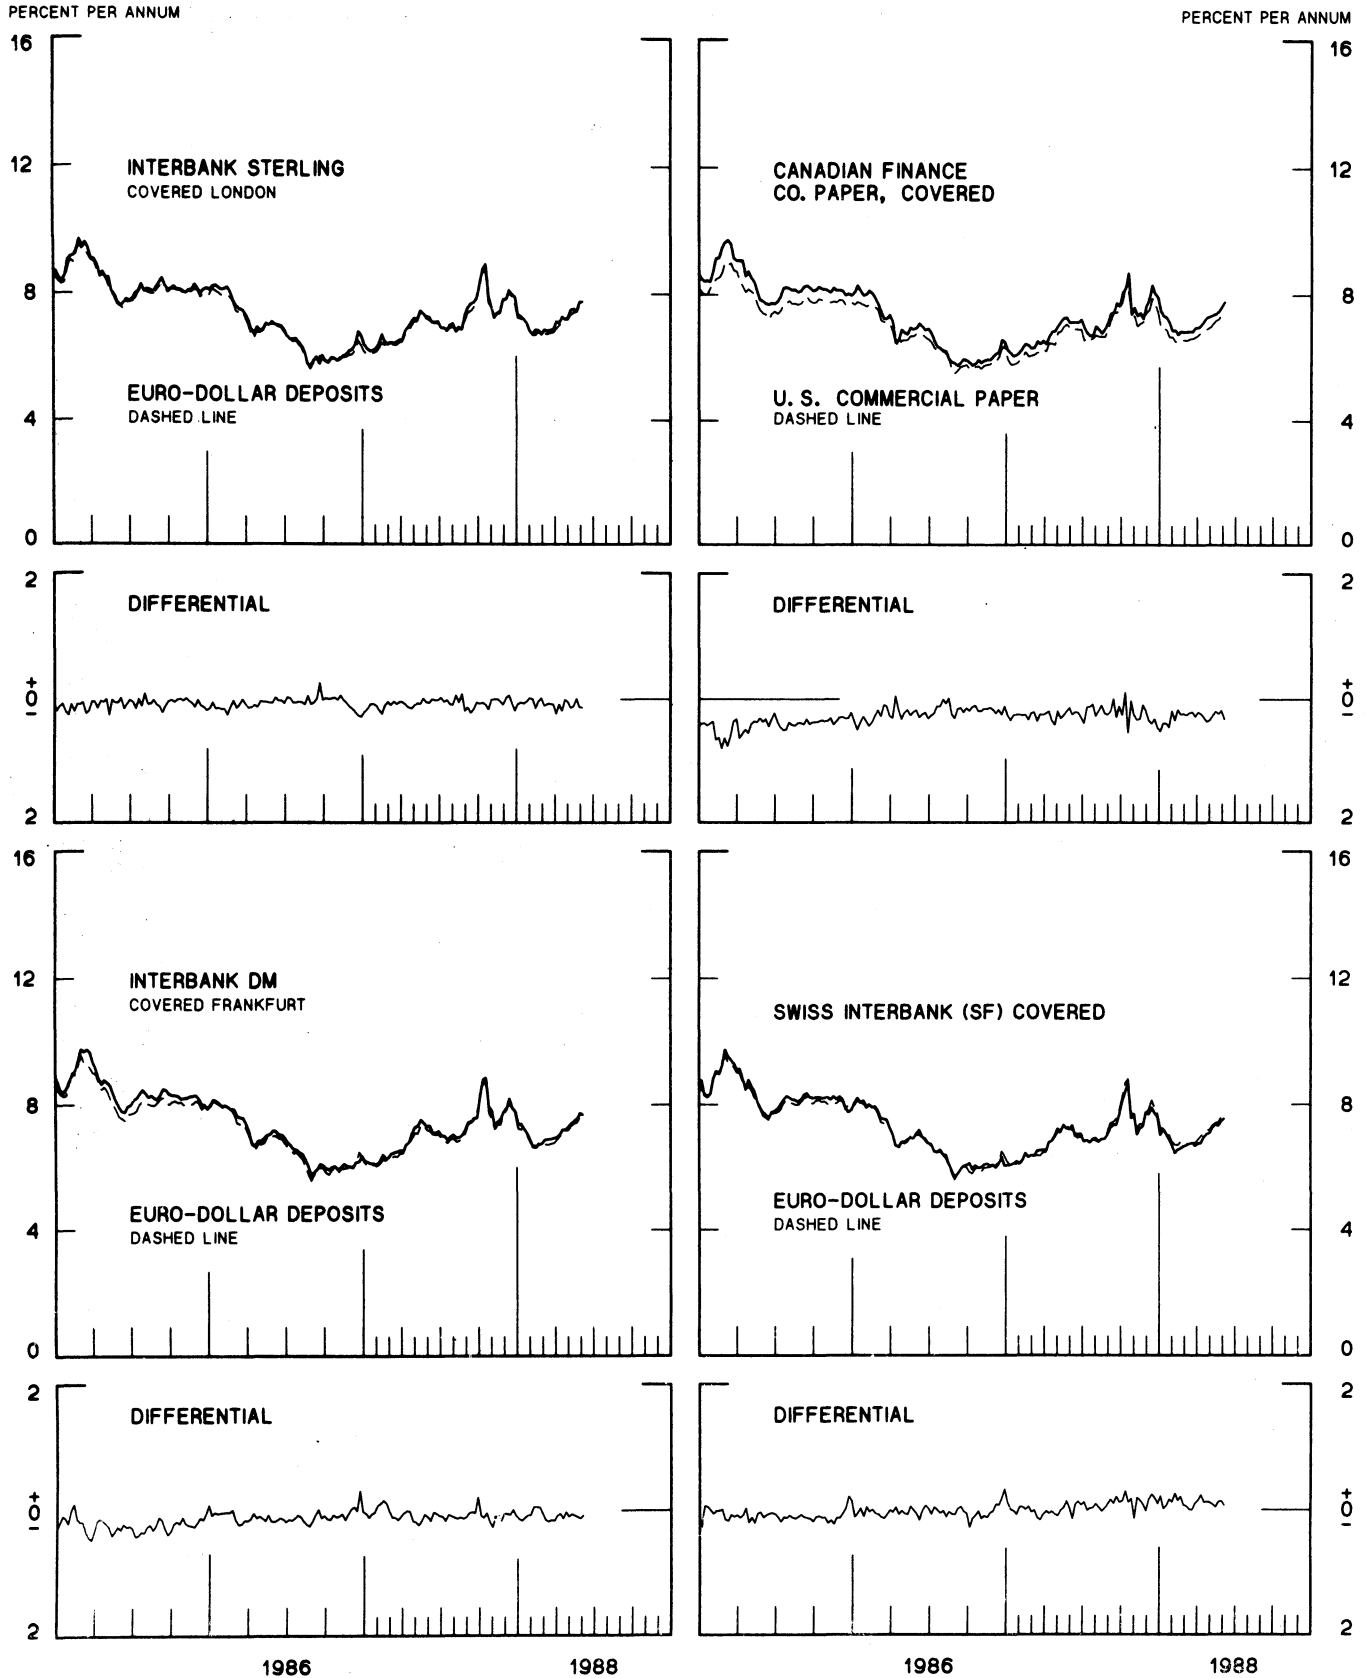 PERCENT PER ANNUM
PERCENT PER ANNUM
16
12
8
4
0
INTERBANK STERLING
COVERED LONDON
EURO-DOLLAR DEPOSITS
DASHED LINE
CANADIAN FINANCE
CO. PAPER, COVERED
U. S. COMMERCIAL PAPER
DASHED LINE
16
12
8
4
0
2
+
0
−
2
DIFFERENTIAL
DIFFERENTIAL
2
+
0
−
2
16
12
8
4
0
INTERBANK DM
COVERED FRANKFURT
EURO-DOLLAR DEPOSITS
DASHED LINE
SWISS INTERBANK (SF) COVERED
EURO-DOLLAR DEPOSITS
DASHED LINE
16
12
8
4
0
2
+
0
−
2
DIFFERENTIAL
DIFFERENTIAL
2
+
0
−
2
1986
1988
1986
1988